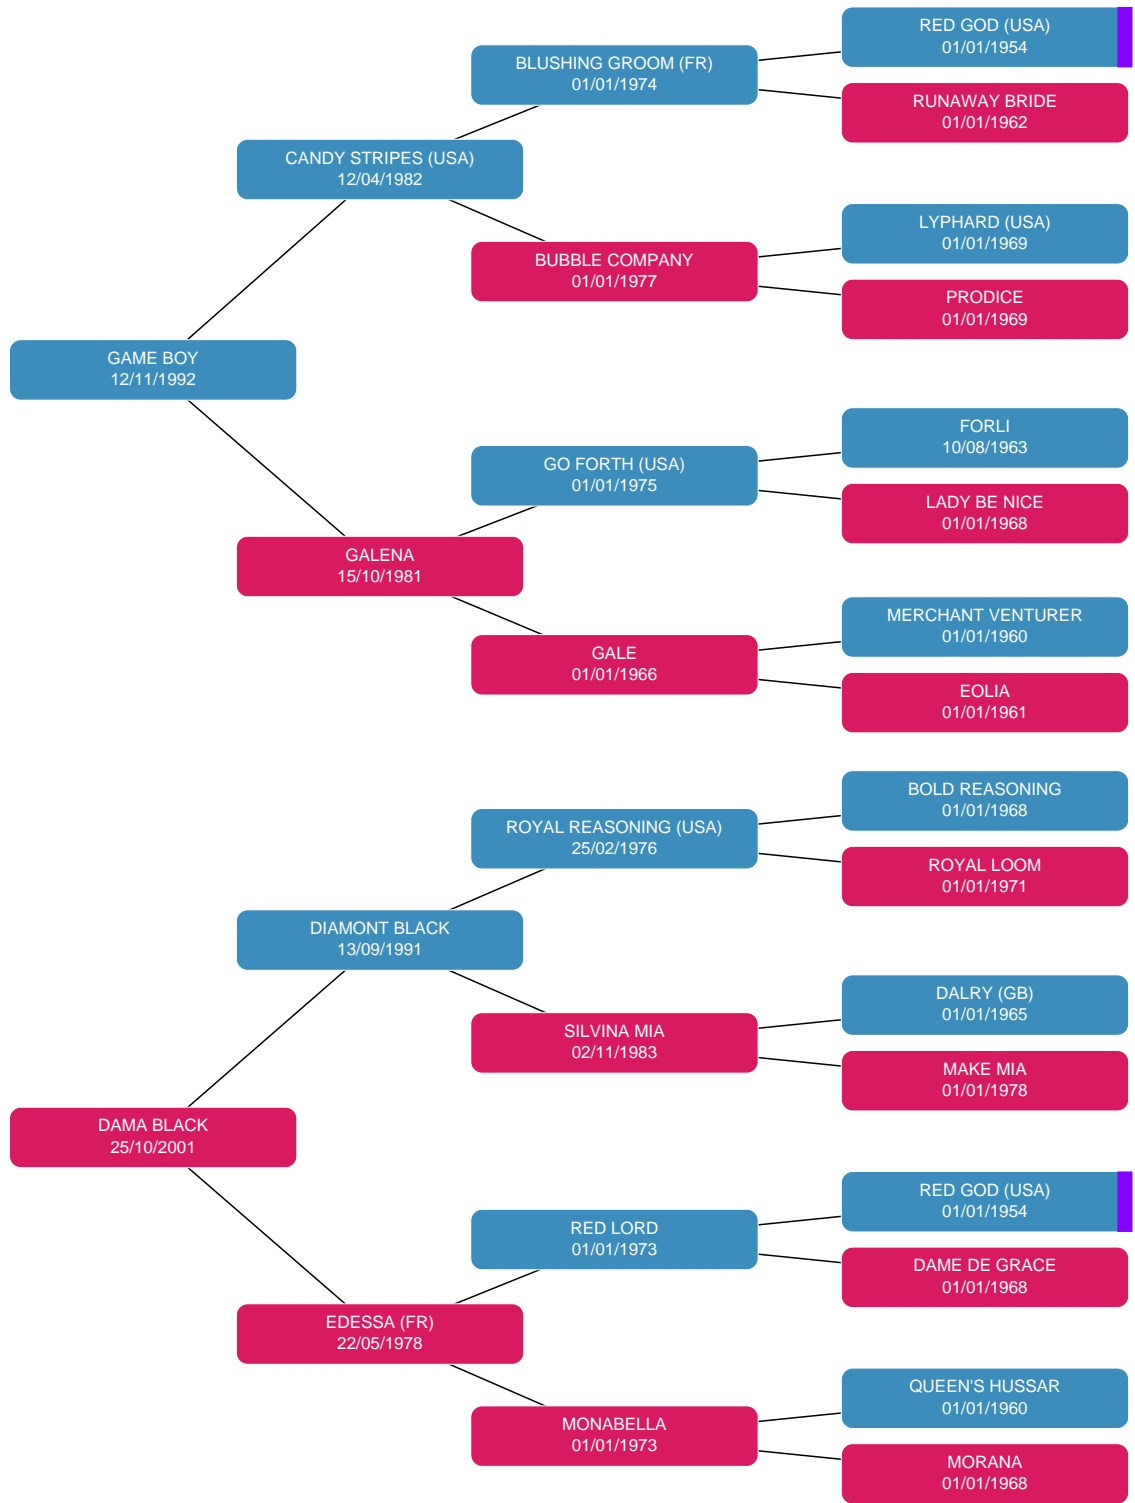 RED GOD (USA)
01/01/1954
BLUSHING GROOM (FR)
01/01/1974
RUNAWAY BRIDE
01/01/1962
CANDY STRIPES (USA)
12/04/1982
LYPHARD (USA)
01/01/1969
BUBBLE COMPANY
01/01/1977
PRODICE
01/01/1969
GAME BOY
12/11/1992
FORLI
10/08/1963
GO FORTH (USA)
01/01/1975
LADY BE NICE
01/01/1968
GALENA
15/10/1981
MERCHANT VENTURER
01/01/1960
GALE
01/01/1966
EOLIA
01/01/1961
BOLD REASONING
01/01/1968
ROYAL REASONING (USA)
25/02/1976
ROYAL LOOM
01/01/1971
DIAMONT BLACK
13/09/1991
DALRY (GB)
01/01/1965
SILVINA MIA
02/11/1983
MAKE MIA
01/01/1978
DAMA BLACK
25/10/2001
RED GOD (USA)
01/01/1954
RED LORD
01/01/1973
DAME DE GRACE
01/01/1968
EDESSA (FR)
22/05/1978
QUEEN'S HUSSAR
01/01/1960
MONABELLA
01/01/1973
MORANA
01/01/1968